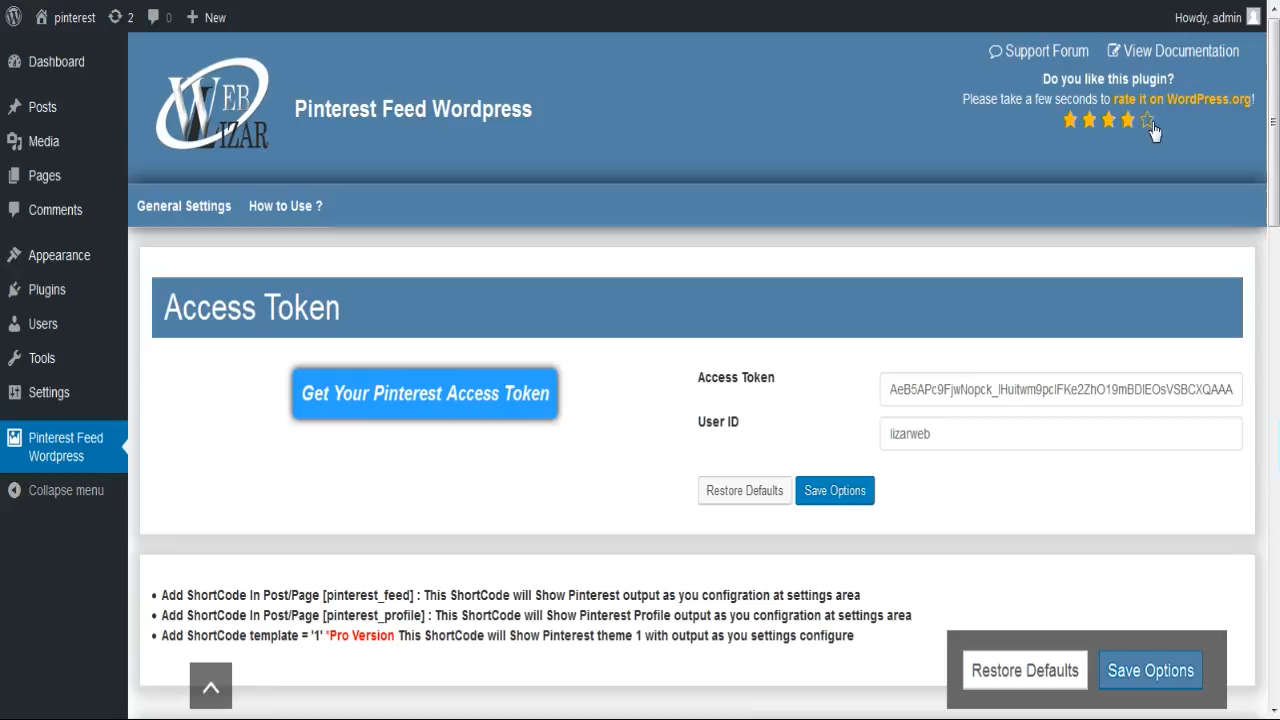 pinterest 2 0 New
Howdy, admin
Dashboard
Posts
Media
Pages
Comments
Appearance
Plugins
Users
Tools
Settings
Pinterest Feed
Wordpress
Collapse menu
WEB
LIZAR
Pinterest Feed Wordpress
Support Forum View Documentation
Do you like this plugin?
Please take a few seconds to rate it on WordPress.org!
General Settings How to Use ?
Access Token
Get Your Pinterest Access Token
Access Token
AeB5APc9FjwNopck_lHuitwm9pclFKe2ZhO19mBDlEOsVSBCXQAAA
User ID
lizarweb
Restore Defaults Save Options
• Add ShortCode In Post/Page [pinterest_feed] : This ShortCode will Show Pinterest output as you configration at settings area
• Add ShortCode In Post/Page [pinterest_profile] : This ShortCode will Show Pinterest Profile output as you configration at settings area
• Add ShortCode template = '1' *Pro Version This ShortCode will Show Pinterest theme 1 with output as you settings configure
Restore Defaults Save Options